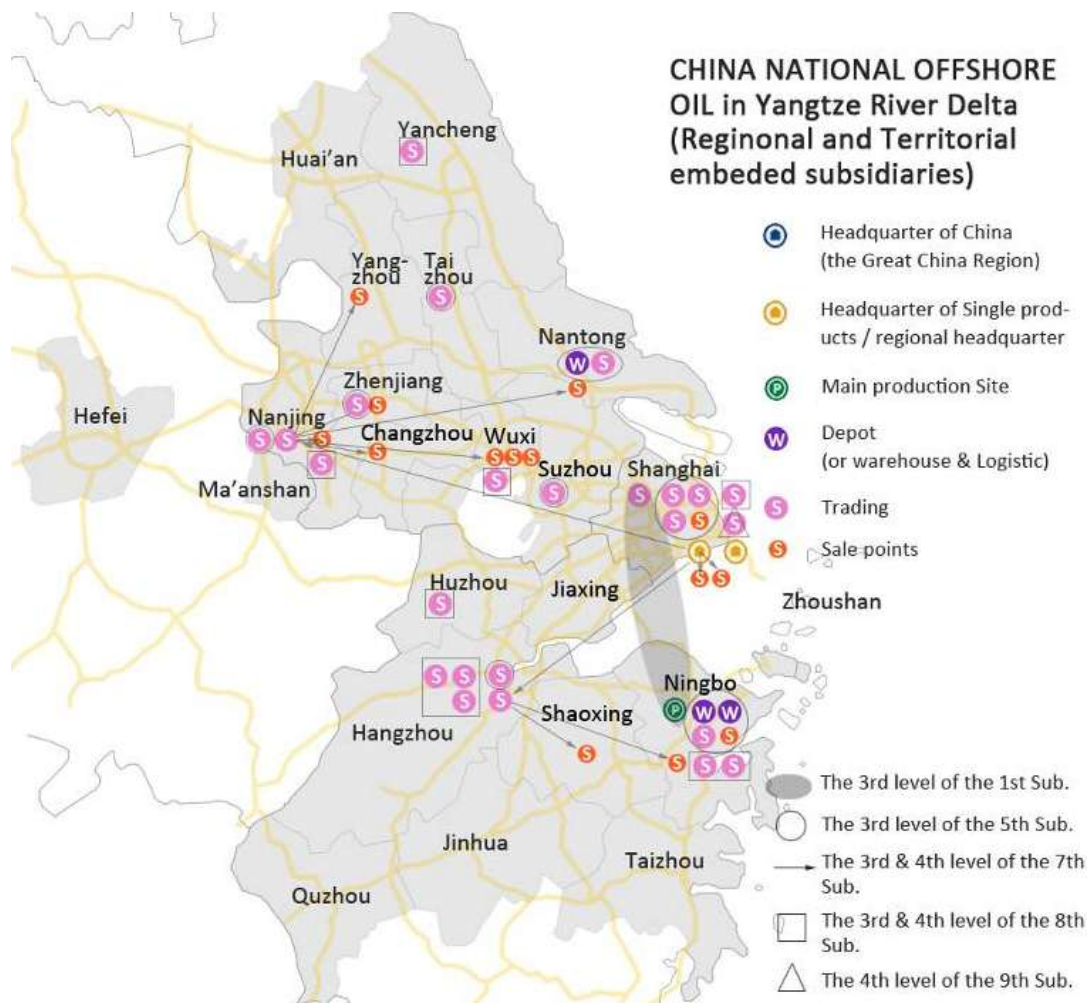 CHINA NATIONAL OFFSHORE
OIL in Yangtze River Delta
(Reginonal and Territorial
embeded subsidiaries)
Headquarter of China
(the Great China Region)
Headquarter of Single prod-
ucts / regional headquarter
P
Main production Site
W
Depot
(or warehouse & Logistic)
S
Trading
S
Sale points
Yancheng
S
Huai'an
Yang-
zhou
S
Tai
zhou
S
Nantong
W S
S
Zhenjiang
S S
Hefei
Nanjing
S S S
S
Changzhou
S
Wuxi
S S S
S
Suzhou
S
Shanghai
S S S S
S S S
S S
Ma'anshan
Huzhou
S
Jiaxing
Zhoushan
S S S
S S
Hangzhou
Shaoxing
S
Ningbo
P W W
S S
S S S
Jinhua
Taizhou
Quzhou
The 3rd level of the 1st Sub.
The 3rd level of the 5th Sub.
The 3rd & 4th level of the 7th
Sub.
The 3rd & 4th level of the 8th
Sub.
The 4th level of the 9th Sub.